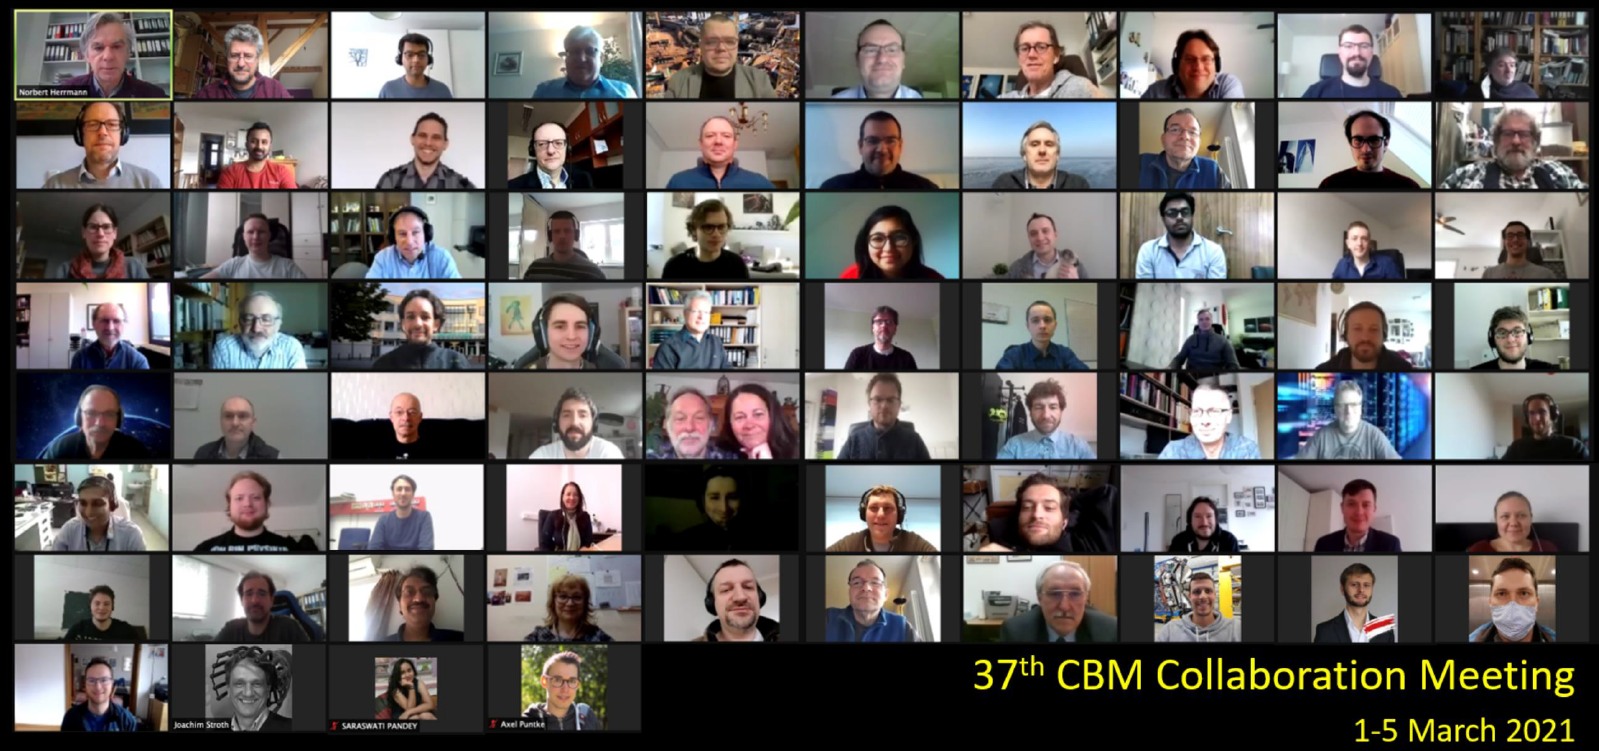 Norbert Herrmann
Joachim Stroth
SARASWATI PANDEY
Axel Puntke
37th CBM Collaboration Meeting
1-5 March 2021